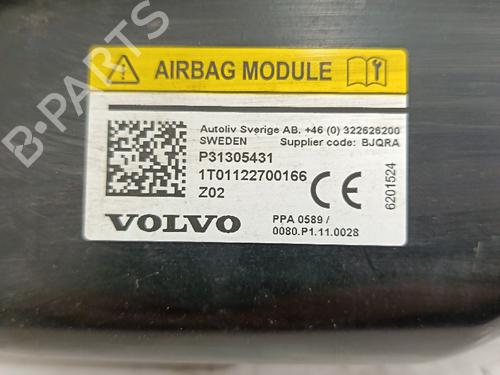 AIRBAG MODULE
Autoliv Sverige AB. +46 (0) 322626200
SWEDEN Supplier code: BJQRA
P31305431
1T01122700166
Z02
CE
6201524
VOLVO
PPA 0589 /
0080.P1.11.0028
B-PARTS